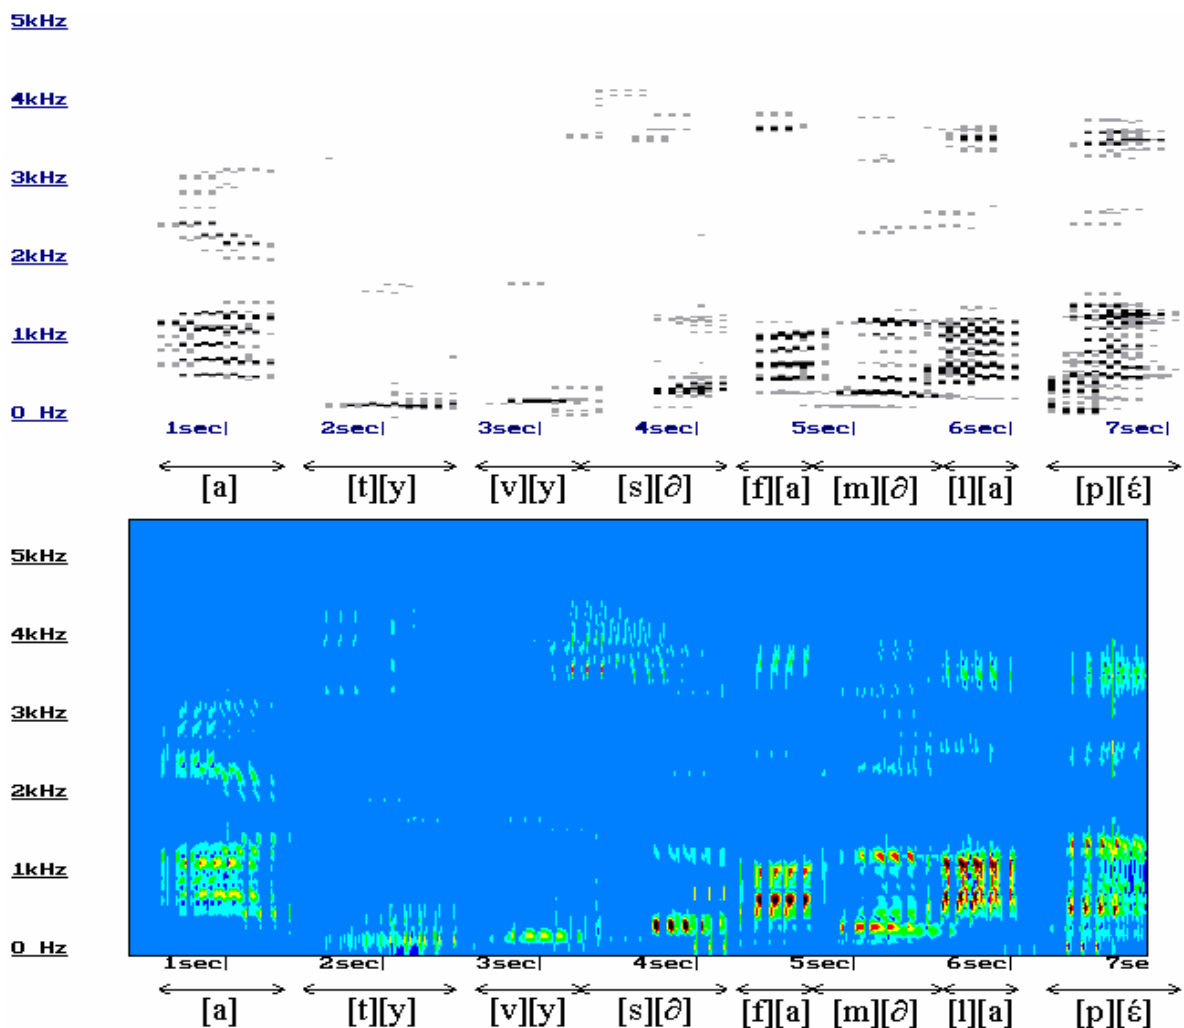 5kHz
4kHz
3kHz
2kHz
1kHz
0 Hz
1sec| 2sec| 3sec| 4sec| 5sec| 6sec| 7sec|
[a] [t][y] [v][y] [s][∂] [f][a] [m][∂] [l][a] [p][έ]
5kHz
4kHz
3kHz
2kHz
1kHz
0 Hz
1sec| 2sec| 3sec| 4sec| 5sec| 6sec| 7se
[a] [t][y] [v][y] [s][∂] [f][a] [m][∂] [l][a] [p][έ]